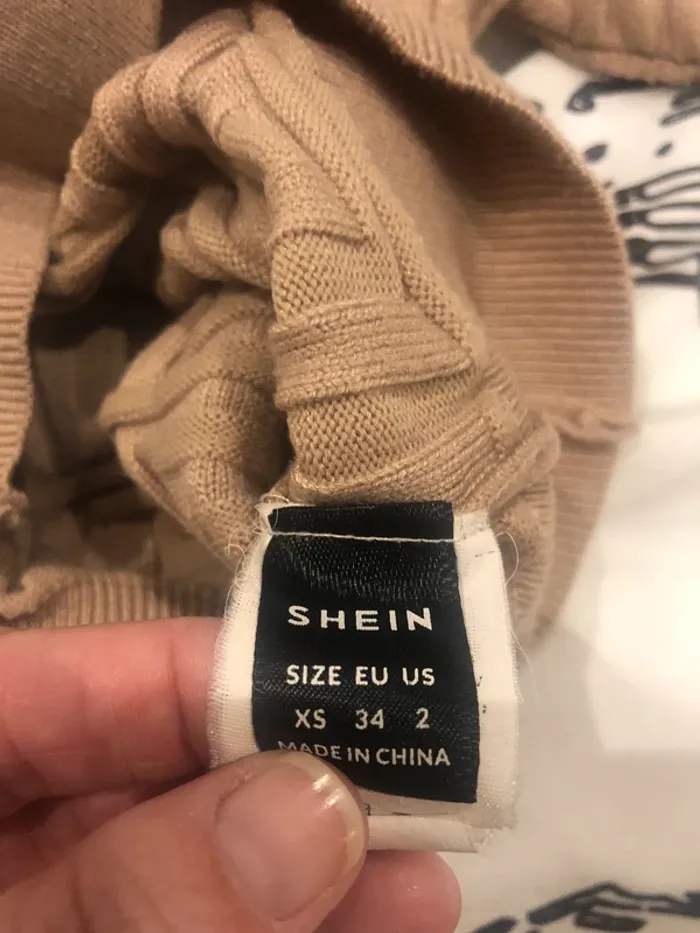 SHEIN
SIZE EU US
XS 34 2
MADE IN CHINA